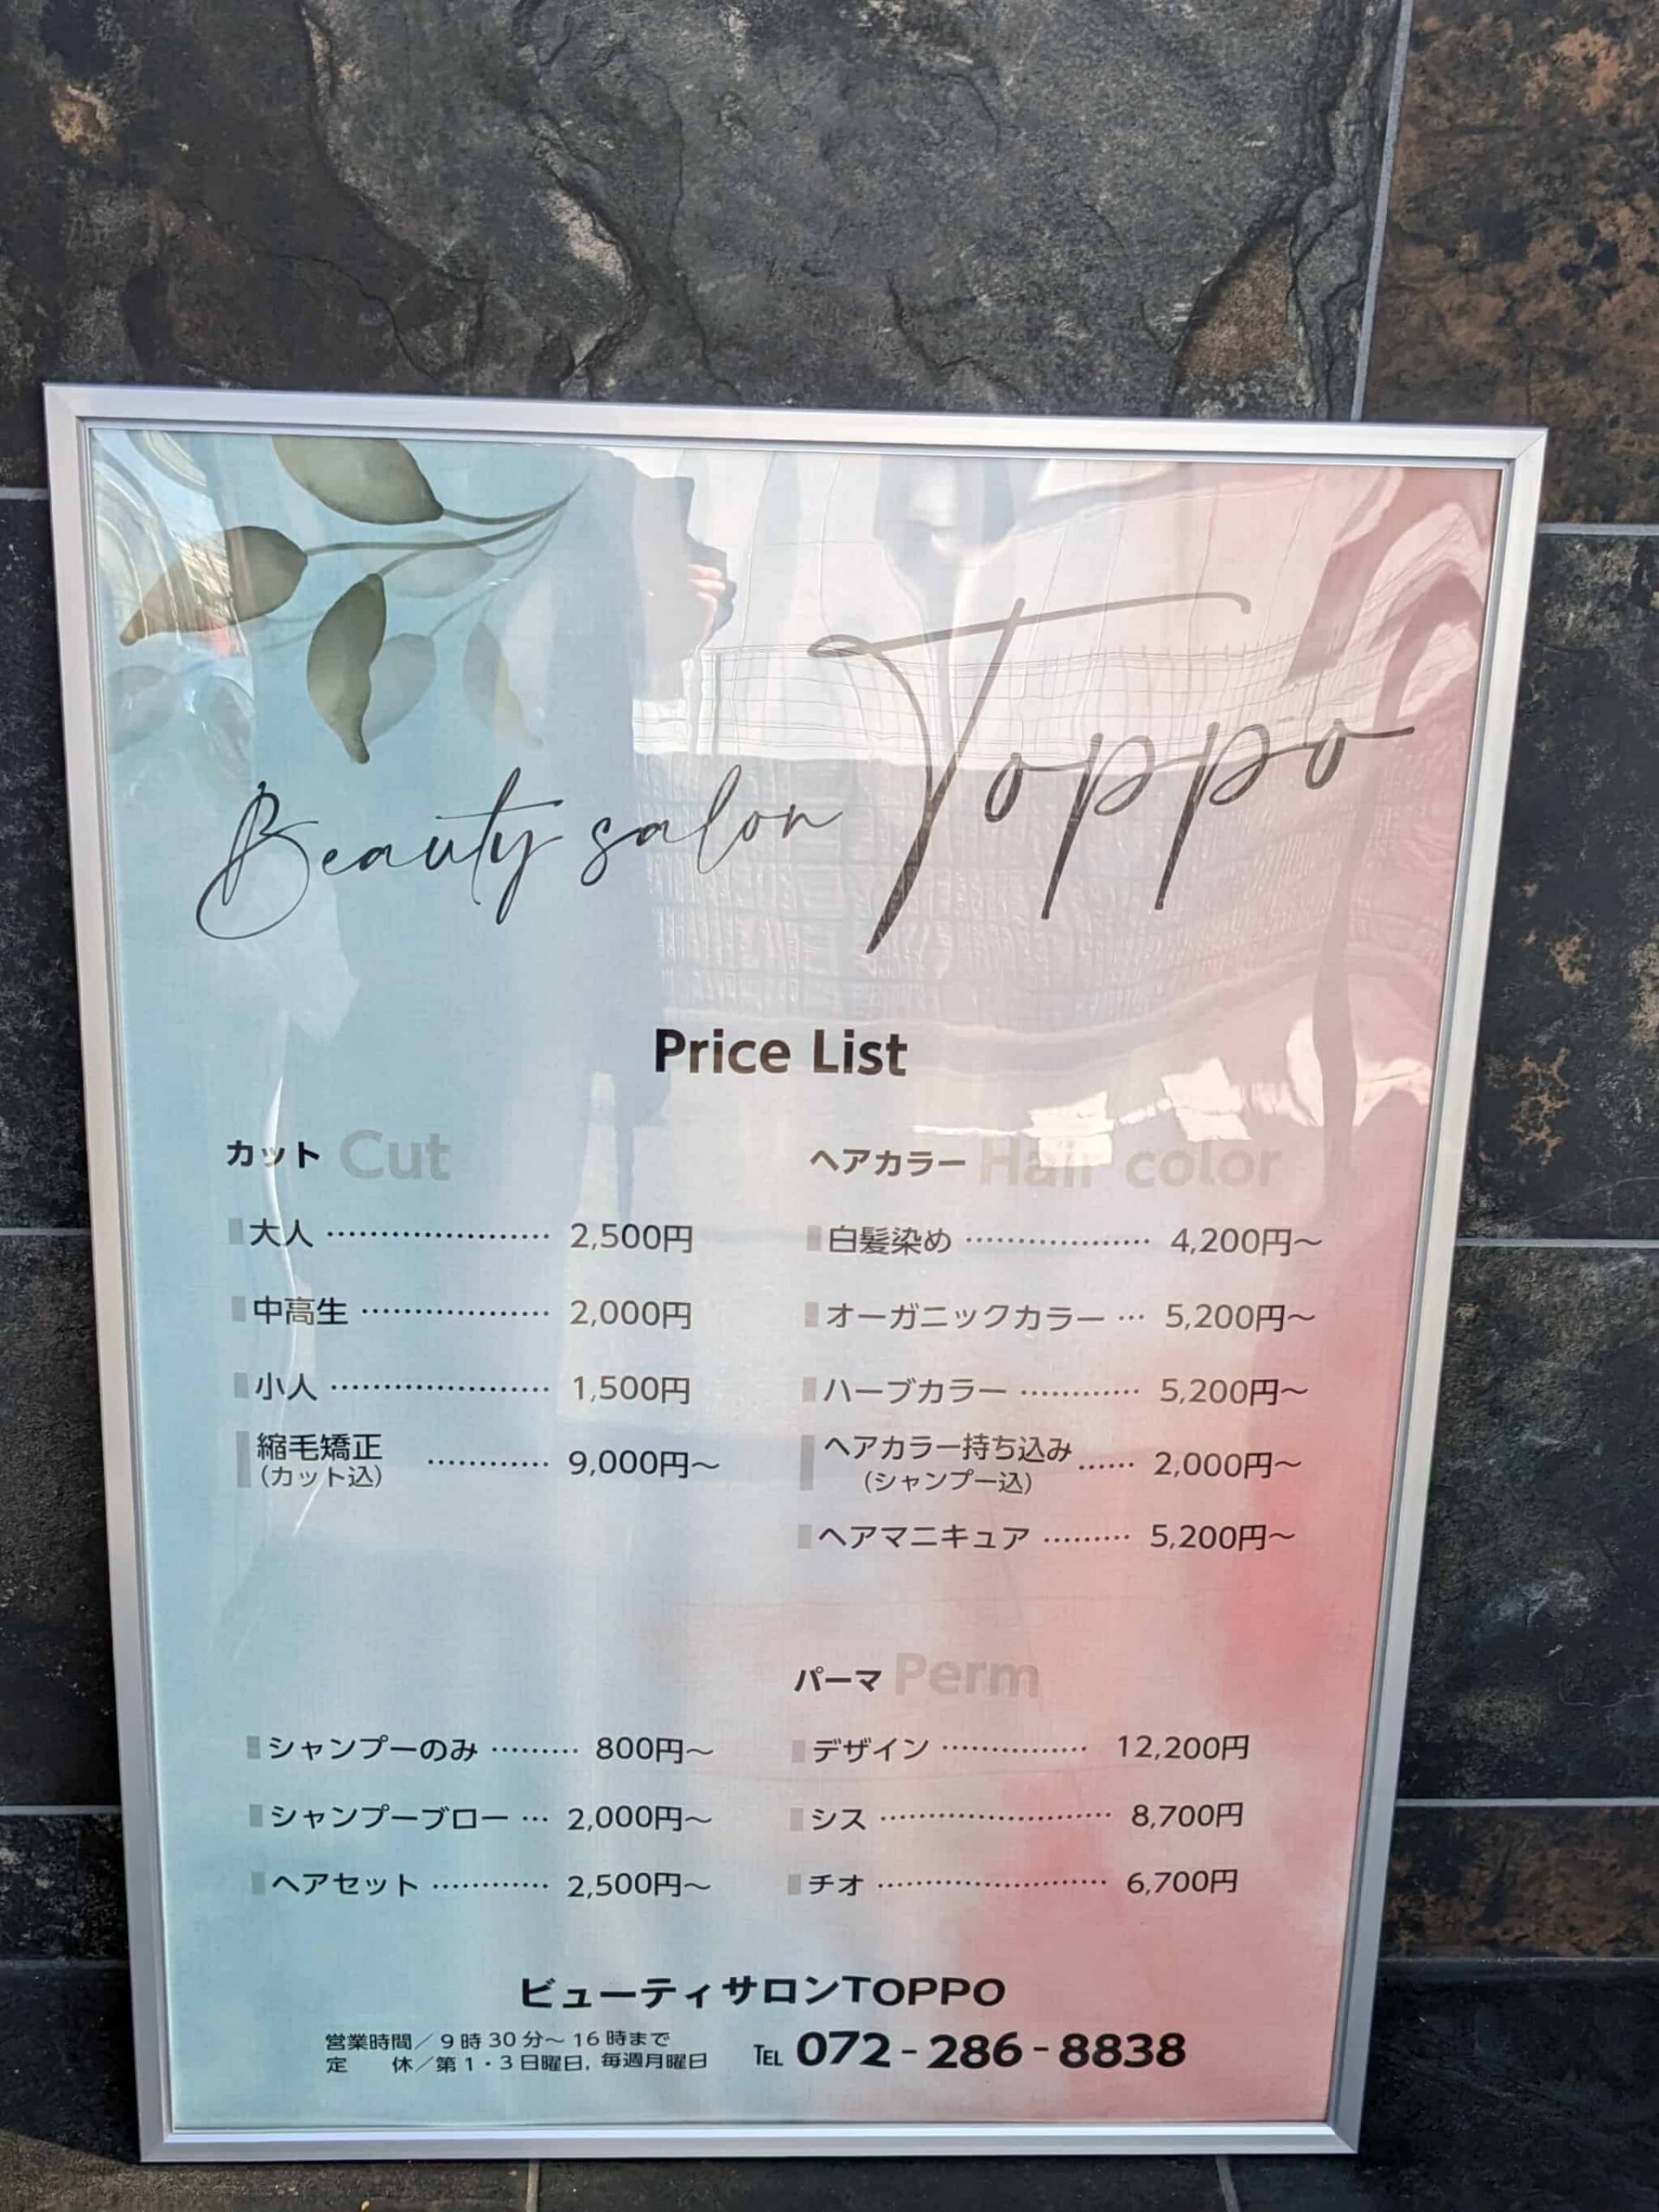 Beauty salon Toppo
Price List
カット Cut
大人 ………………… 2,500円
中高生 ……………… 2,000円
小人 ………………… 1,500円
縮毛矯正 ………… 9,000円～
(カット込)
ヘアカラー Hair color
白髪染め ……………… 4,200円～
オーガニックカラー … 5,200円～
ハーブカラー ………… 5,200円～
ヘアカラー持ち込み …… 2,000円～
(シャンプー込)
ヘアマニキュア ……… 5,200円～
シャンプーのみ ……… 800円～
シャンプーブロー … 2,000円～
ヘアセット ………… 2,500円～
パーマ Perm
デザイン …………… 12,200円
シス ………………… 8,700円
チオ ………………… 6,700円
ビューティサロンTOPPO
営業時間／9時30分～16時まで
定　休／第1・3日曜日, 毎週月曜日
TEL 072-286-8838